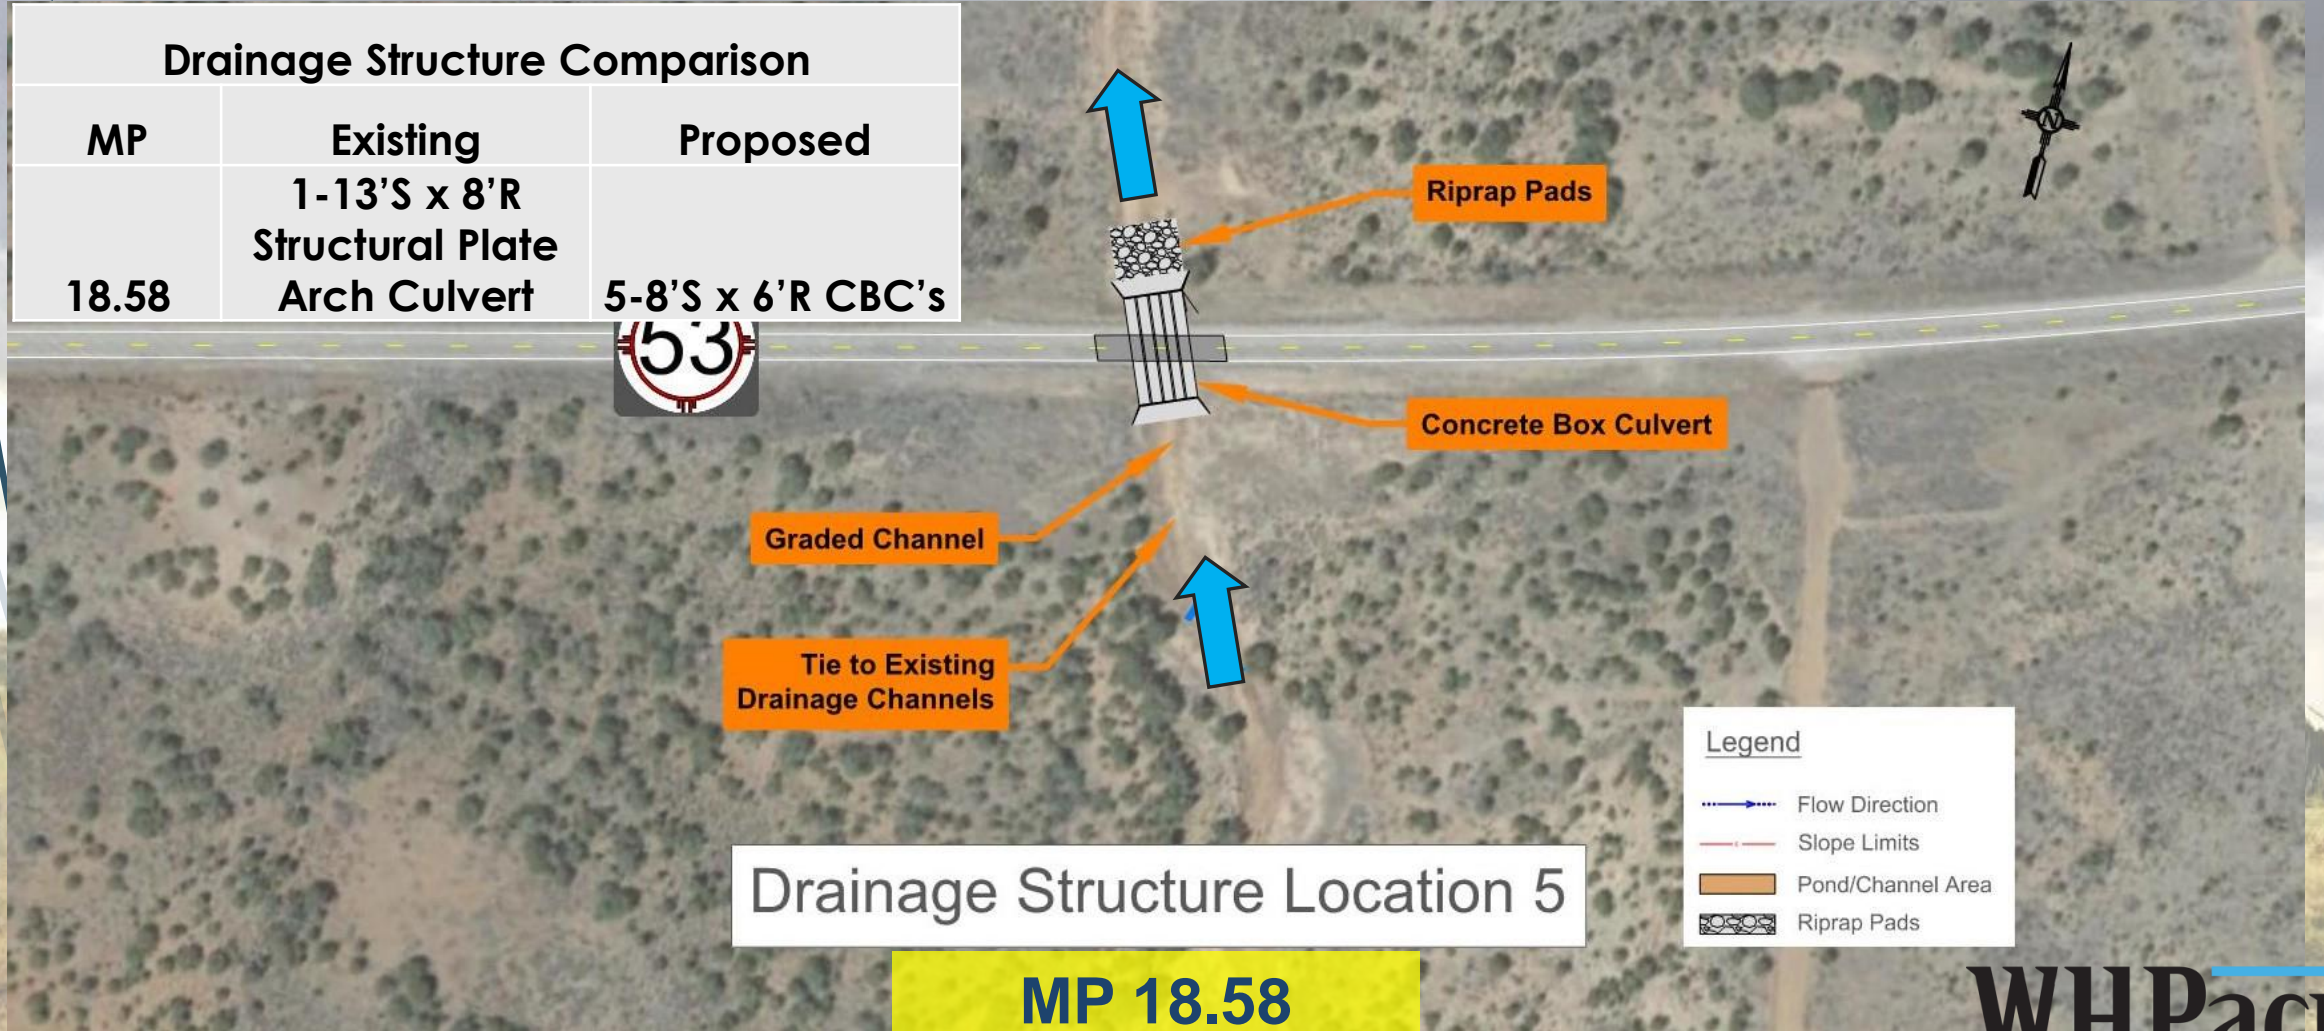 Drainage Structure Comparison
MP
Existing
Proposed
18.58
1-13’S x 8’R
Structural Plate
Arch Culvert
5-8’S x 6’R CBC’s
N
Riprap Pads
53
Concrete Box Culvert
Graded Channel
Tie to Existing
Drainage Channels
Legend
Flow Direction
Slope Limits
Pond/Channel Area
Riprap Pads
Drainage Structure Location 5
MP 18.58